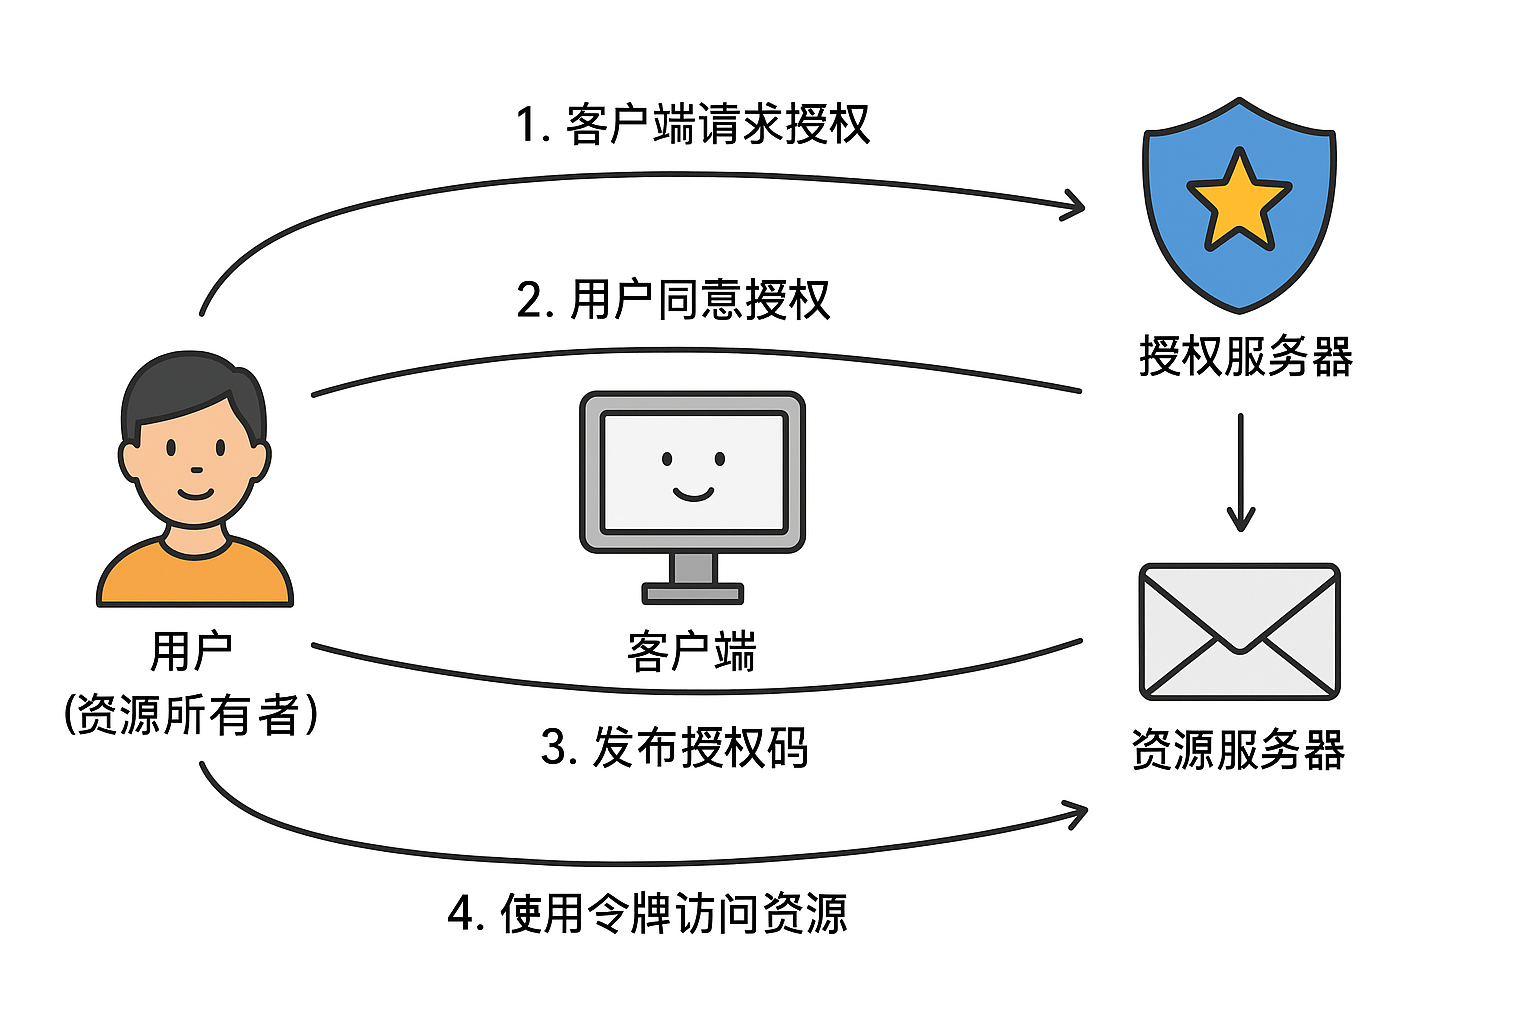 1. 客户端请求授权
2. 用户同意授权
授权服务器
用户
(资源所有者)
客户端
3. 发布授权码
资源服务器
4. 使用令牌访问资源